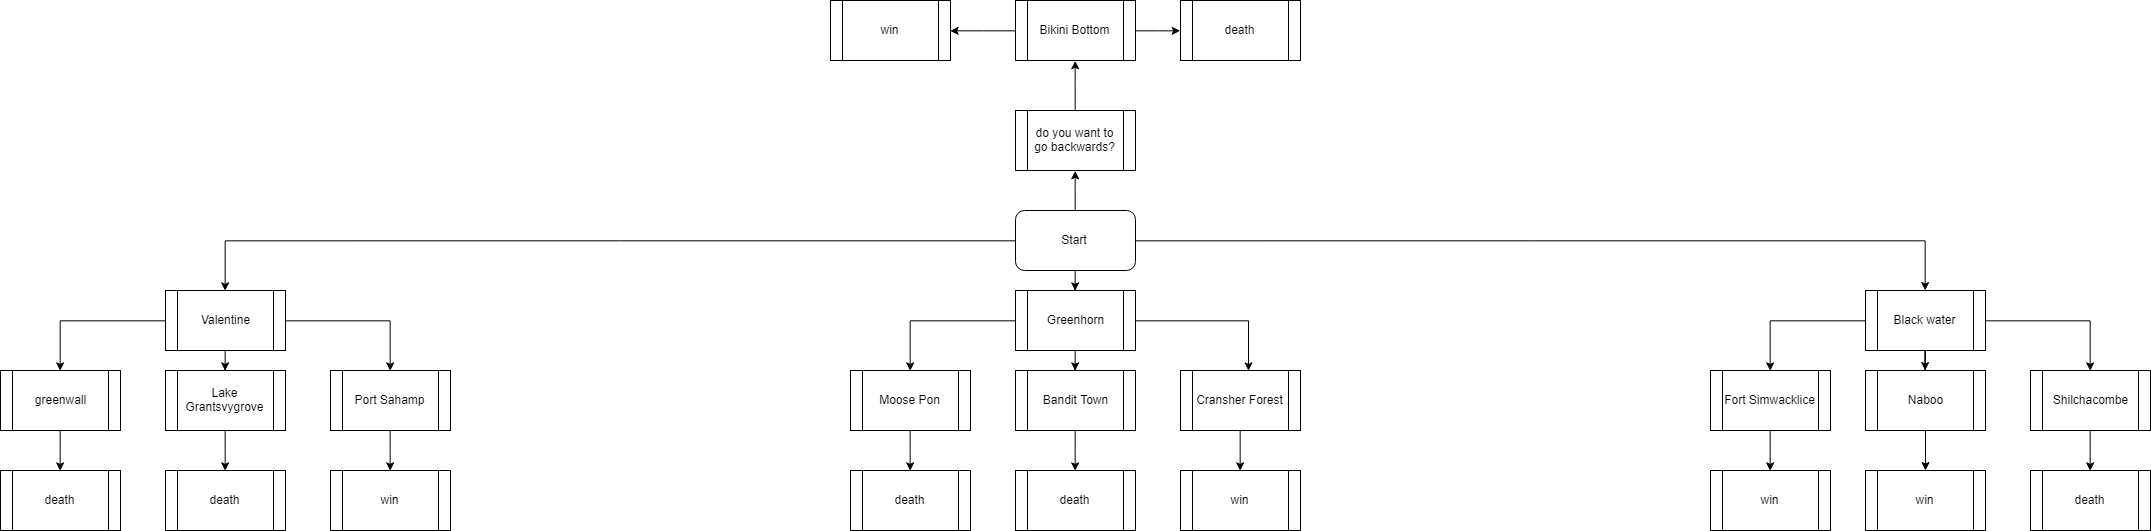 win
Bikini Bottom
death
do you want to
go backwards?
Start
Valentine
Greenhorn
Black water
greenwall
Lake
Grantsvygrove
Port Sahamp
Moose Pon
Bandit Town
Cransher Forest
Fort Simwacklice
Naboo
Shilchacombe
death
death
win
death
death
win
win
win
death